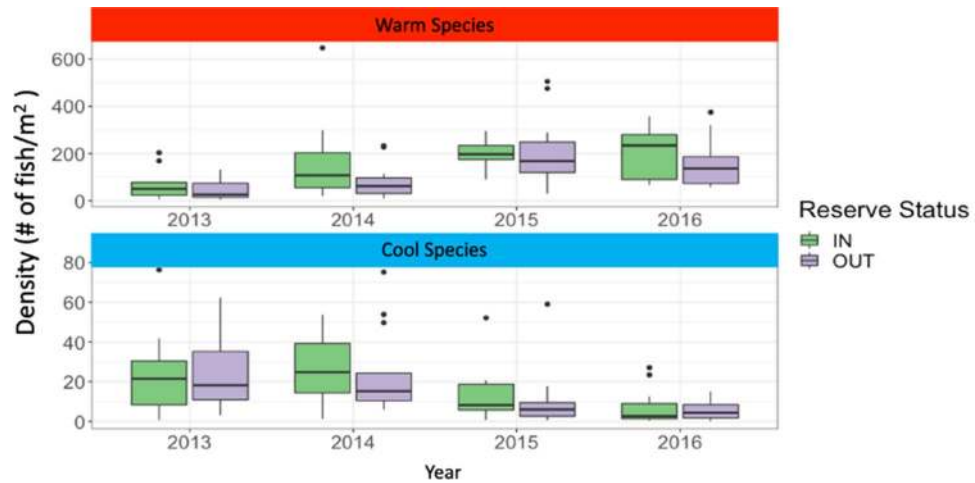 Warm Species
600
400
200
0
2013 2014 2015 2016
Cool Species
80
60
40
20
0
2013 2014 2015 2016
Year
Density (# of fish/m² )
Reserve Status
IN
OUT